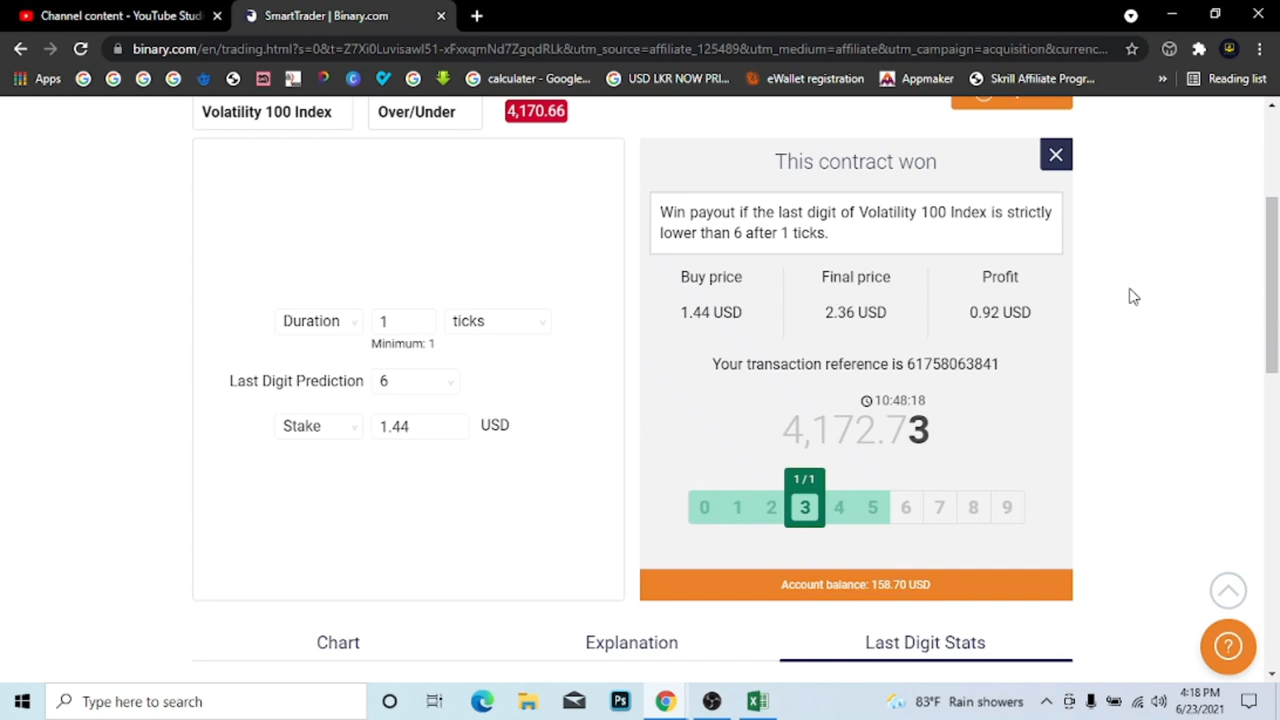 Channel content - YouTube Stud
SmartTrader | Binary.com
binary.com/en/trading.html?s=0&t=Z7Xi0Luvisawl51-xFxxqmNd7ZgqdRLk&utm_source=affiliate_125489&utm_medium=affiliate&utm_campaign=acquisition&currenc...
Apps
calculater - Google...
USD LKR NOW PRI...
eWallet registration
Appmaker
Skrill Affiliate Progr...
»
Reading list
Volatility 100 Index
Over/Under
4,170.66
This contract won
Win payout if the last digit of Volatility 100 Index is strictly
lower than 6 after 1 ticks.
Buy price
Final price
Profit
1.44 USD
2.36 USD
0.92 USD
Duration
1
ticks
Minimum: 1
Your transaction reference is 61758063841
Last Digit Prediction
6
10:48:18
4,172.73
Stake
1.44
USD
1/1
0 1 2 3 4 5 6 7 8 9
Account balance: 158.70 USD
Chart
Explanation
Last Digit Stats
Type here to search
Ps
83°F Rain showers
4:18 PM
6/23/2021